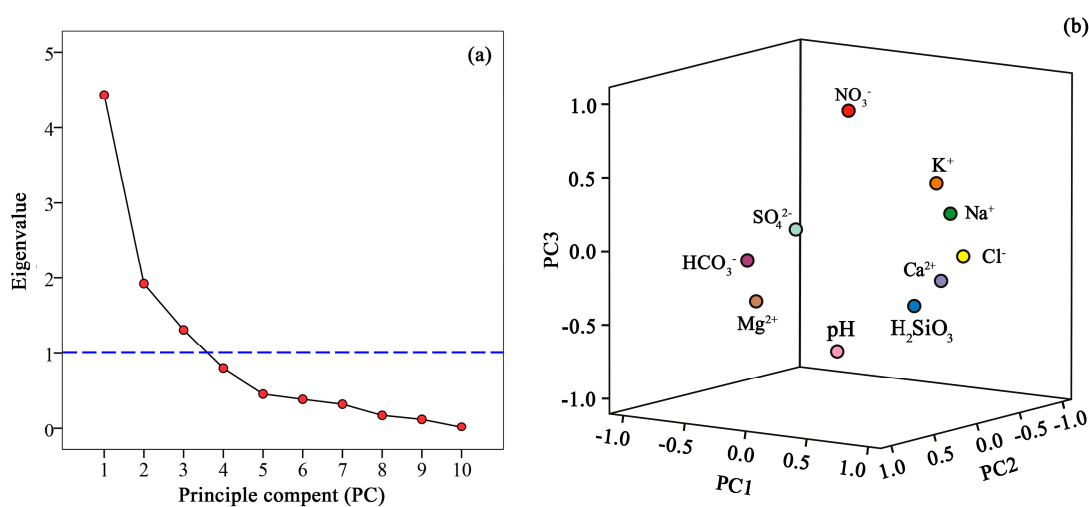 (a)
5
4
3
2
1
0
Eigenvalue
1 2 3 4 5 6 7 8 9 10
Principle compent (PC)
(b)
1.0
0.5
0.0
-0.5
-1.0
PC3
NO₃⁻
K⁺
Na⁺
SO₄²⁻
Cl⁻
HCO₃⁻
Ca²⁺
Mg²⁺
pH
H₂SiO₃
-1.0 -0.5 0.0 0.5 1.0
PC1
1.0 0.5 0.0 -0.5 -1.0
PC2